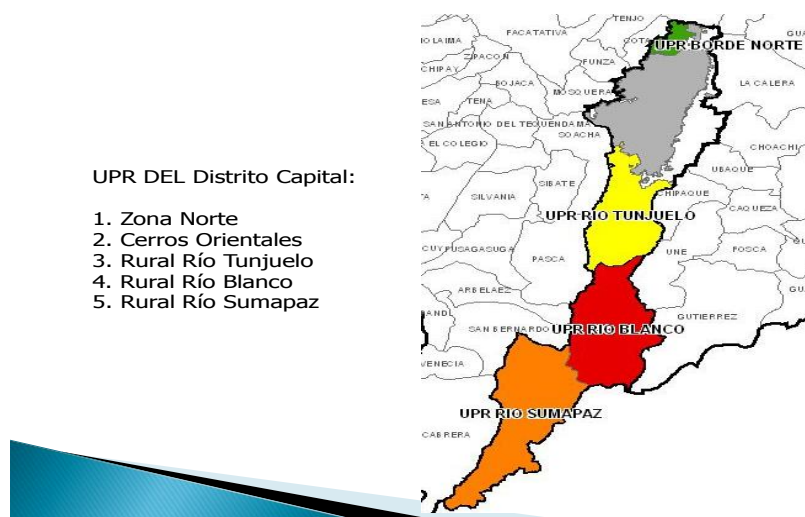 UPR DEL Distrito Capital:
1. Zona Norte
2. Cerros Orientales
3. Rural Río Tunjuelo
4. Rural Río Blanco
5. Rural Río Sumapaz
TENJO
FACATATIVA
COTA
UPR BORDE NORTE
ZIPACON
FUNZA
CHIPAY
BOJACA
MOSQUERA
LA CALERA
TENA
SAN ANTONIO DEL TEQUENDAMA
SOACHA
EL COLEGIO
CHOACHI
UBAQUE
SIBATE
CHIPAQUE
SILVANIA
CAQUEZA
UPR RIO TUNJUELO
FUSAGASUGA
PASCA
UNE
FOSCA
ARBELAEZ
GUTIERREZ
SAN BERNARDO
UPR RIO BLANCO
VENECIA
UPR RIO SUMAPAZ
CABRERA